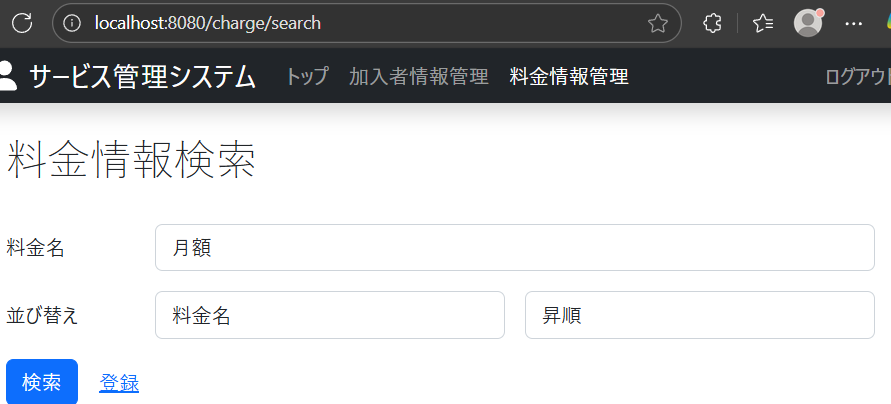 localhost:8080/charge/search
サービス管理システム トップ 加入者情報管理 料金情報管理 ログアウ
料金情報検索
料金名 月額
並び替え 料金名 昇順
検索 登録